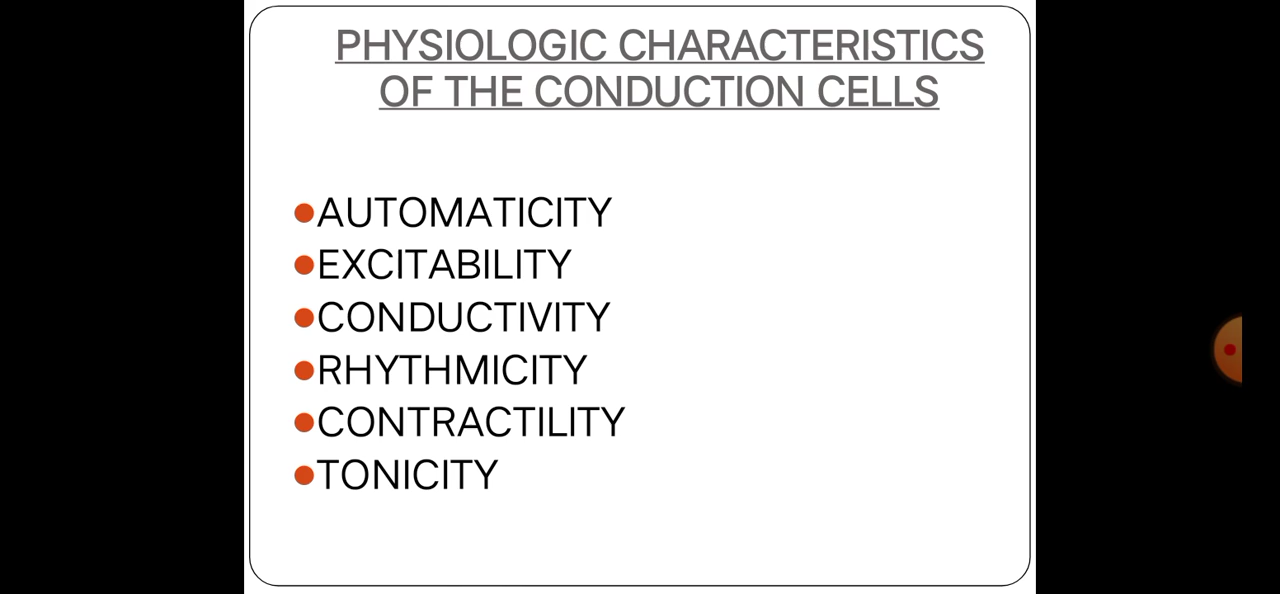 PHYSIOLOGIC CHARACTERISTICS
OF THE CONDUCTION CELLS
AUTOMATICITY
EXCITABILITY
CONDUCTIVITY
RHYTHMICITY
CONTRACTILITY
TONICITY